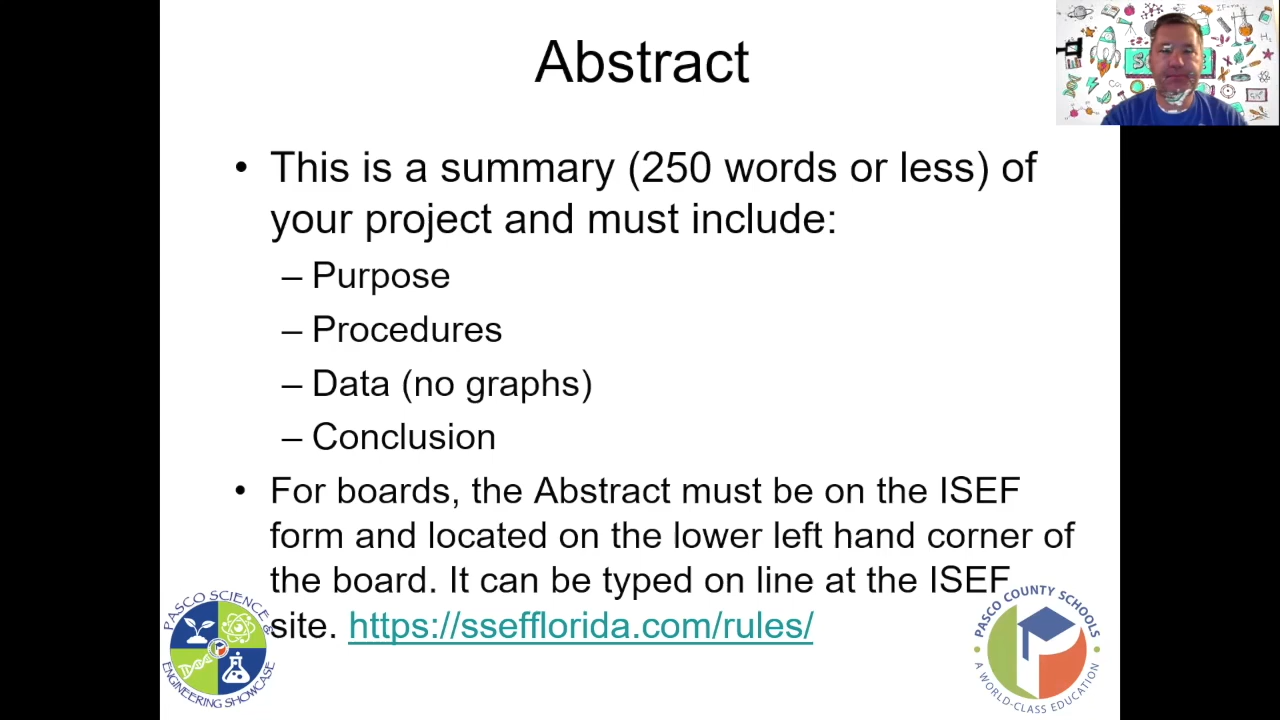 Abstract
• This is a summary (250 words or less) of
your project and must include:
– Purpose
– Procedures
– Data (no graphs)
– Conclusion
• For boards, the Abstract must be on the ISEF
form and located on the lower left hand corner of
the board. It can be typed on line at the ISEF
site. https://ssefflorida.com/rules/
PASCO SCIENCE &
ENGINEERING SHOWCASE
PASCO COUNTY SCHOOLS
A WORLD-CLASS EDUCATION